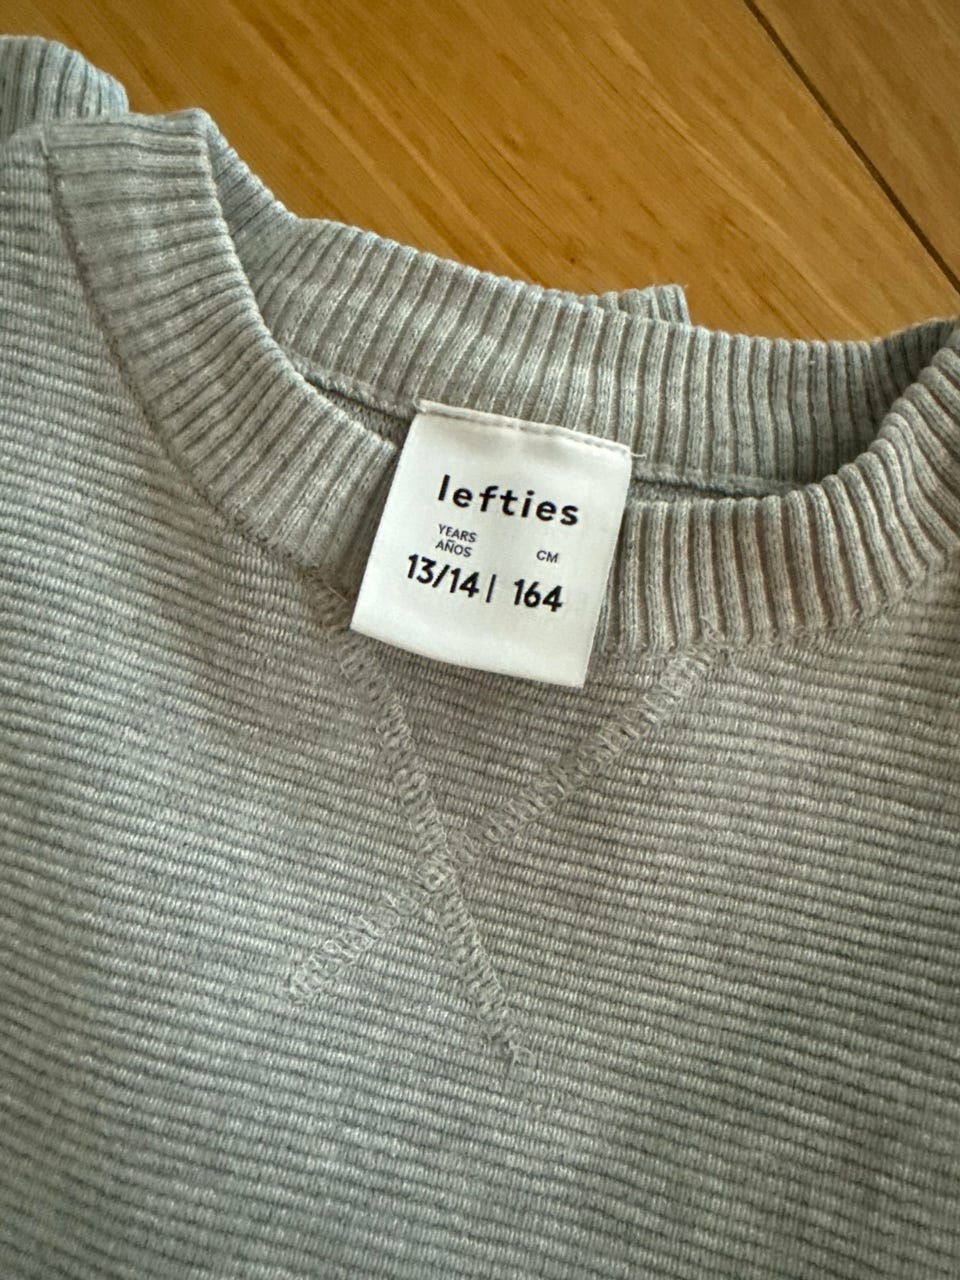 lefties
YEARS
AÑOS
CM
13/14 | 164